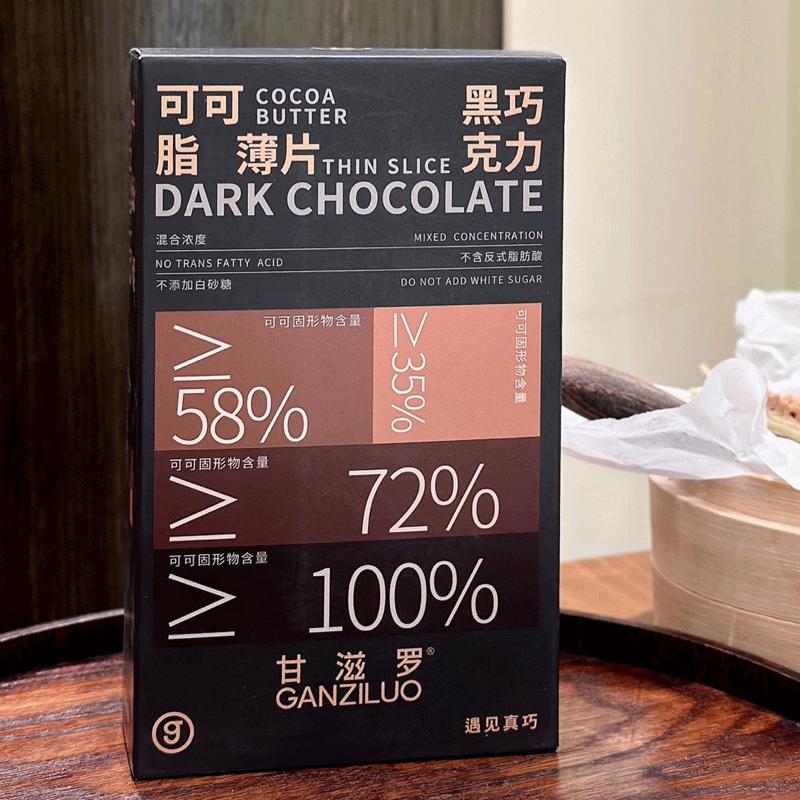 可可 COCOA 黑巧
BUTTER
脂 薄片 THIN SLICE 克力
DARK CHOCOLATE
混合浓度 MIXED CONCENTRATION
NO TRANS FATTY ACID 不含反式脂肪酸
不添加白砂糖 DO NOT ADD WHITE SUGAR
可可固形物含量
≥
58%
可可固形物含量
≥35%
可可固形物含量
≥ 72%
可可固形物含量
≥ 100%
甘滋罗®
GANZILUO
g 遇见真巧